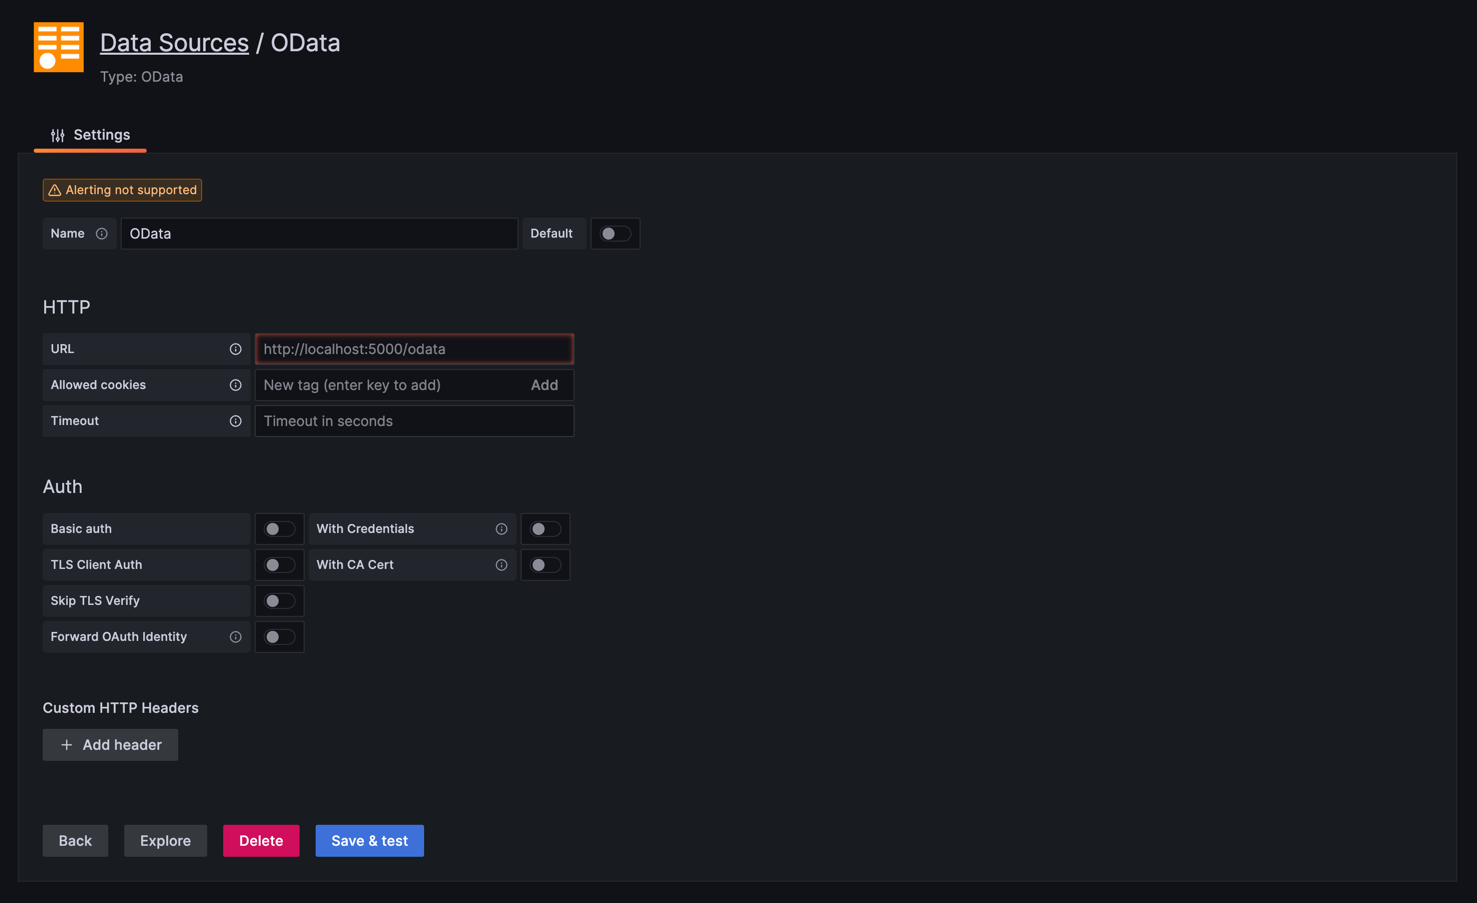 Data Sources / OData
Type: OData
Settings
Alerting not supported
Name OData Default
HTTP
URL http://localhost:5000/odata
Allowed cookies New tag (enter key to add) Add
Timeout Timeout in seconds
Auth
Basic auth With Credentials
TLS Client Auth With CA Cert
Skip TLS Verify
Forward OAuth Identity
Custom HTTP Headers
+ Add header
Back Explore Delete Save & test